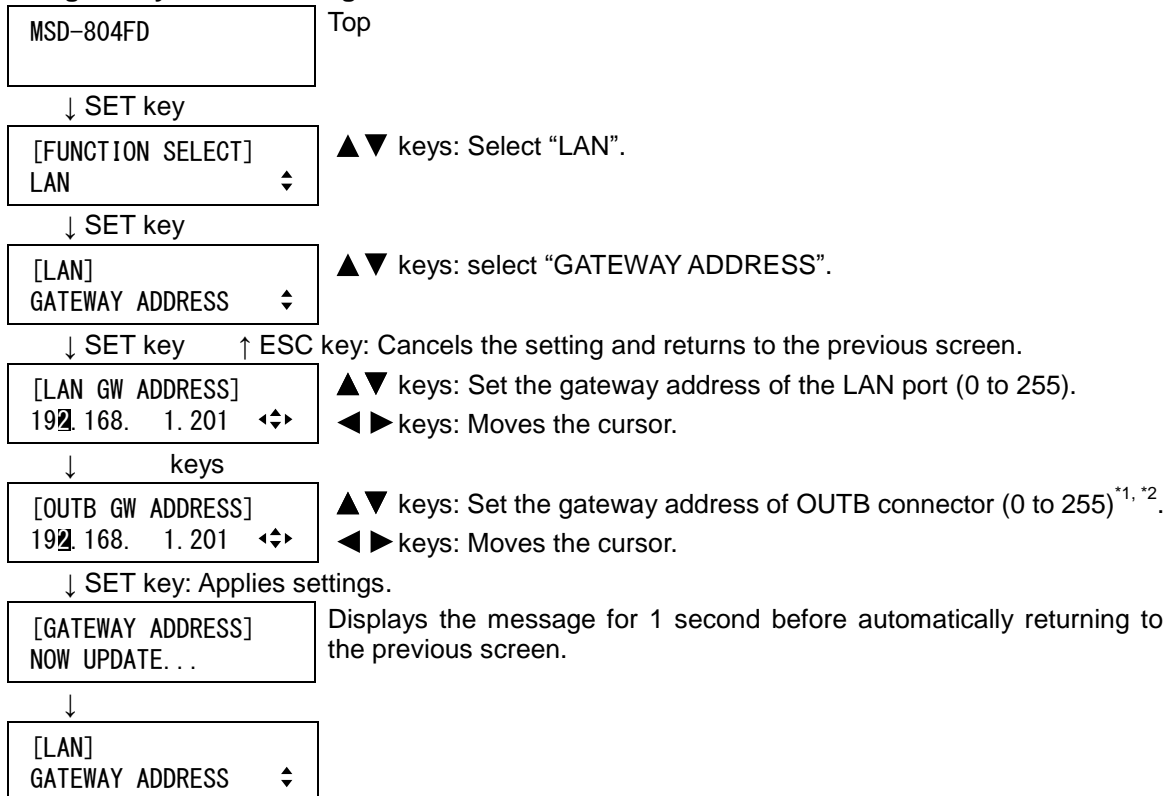 MSD-804FD
Top
↓ SET key
[FUNCTION SELECT]
LAN
▲▼ keys: Select “LAN”.
↓ SET key
[LAN]
GATEWAY ADDRESS
▲▼ keys: select “GATEWAY ADDRESS”.
↓ SET key ↑ ESC key: Cancels the setting and returns to the previous screen.
[LAN GW ADDRESS]
192.168. 1.201
▲▼ keys: Set the gateway address of the LAN port (0 to 255).
◀ ▶ keys: Moves the cursor.
↓ keys
[OUTB GW ADDRESS]
192.168. 1.201
▲▼ keys: Set the gateway address of OUTB connector (0 to 255)*1, *2.
◀ ▶ keys: Moves the cursor.
↓ SET key: Applies settings.
[GATEWAY ADDRESS]
NOW UPDATE...
Displays the message for 1 second before automatically returning to
the previous screen.
↓
[LAN]
GATEWAY ADDRESS